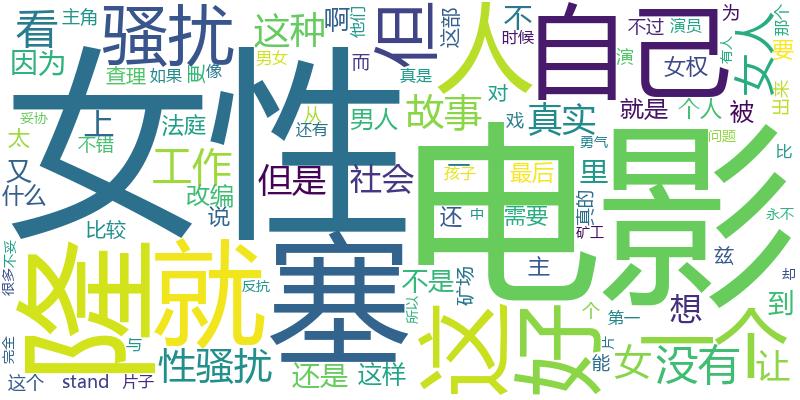 看
主角
骚扰
这种
啊
他们
但
这部
人
不
不过
演员
为
那个
时候
自己
女人
要
因为
查理
如果
像
男女
而
真是
演
有人
女权
出来
女性
妥协
上
法庭
从
还有
男人
故事
对
戏
真实
勇气
就是
个人
被
问题
太
不错
工作
但是
社会
一
电影
孩子
最后
里
比
又
什么
改编
说
还
中
需要
真的
矿工
永不
比较
隆
就
塞
主
兹
却
很多
不妥
反抗
不是
矿场
所以
这
好
个
第一
想
一个
到
完全
与
性骚扰
还是
这样
片
能
女
没有
让
这个
stand
片子